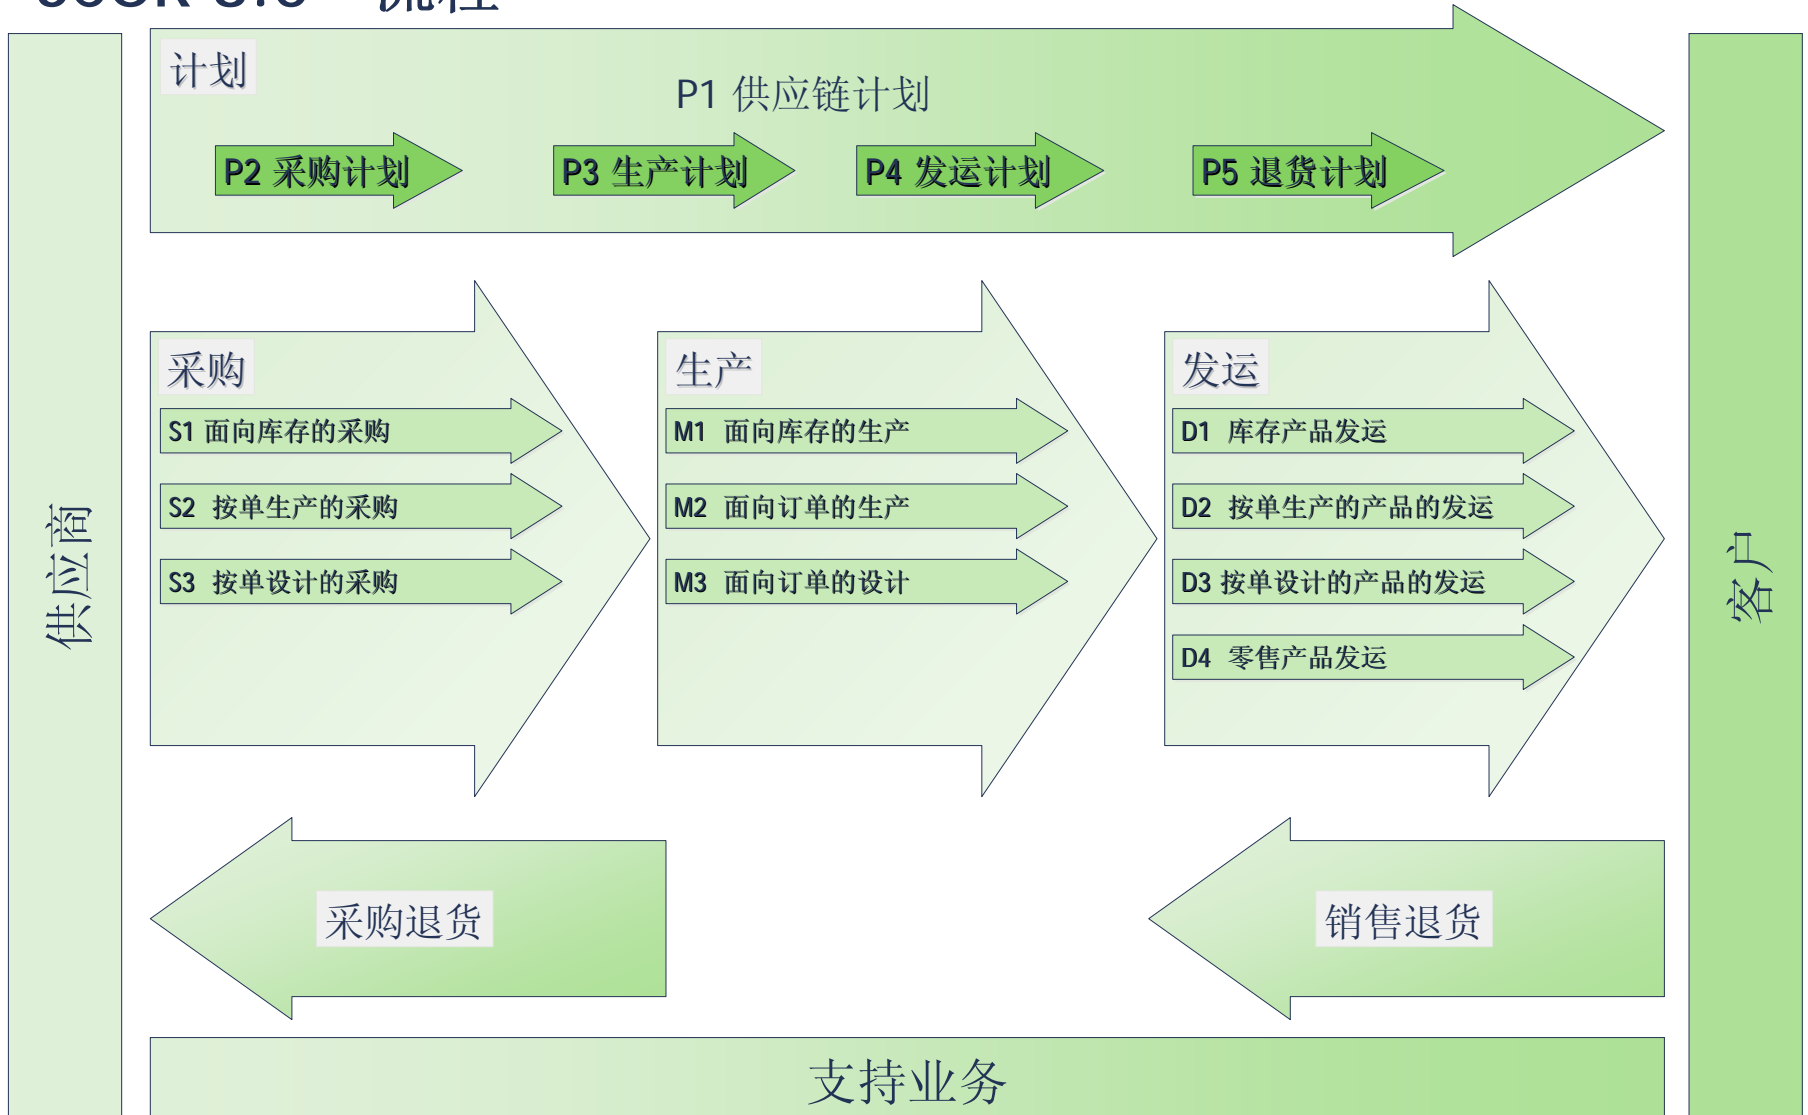 流程
计划
P1 供应链计划
P2 采购计划
P3 生产计划
P4 发运计划
P5 退货计划
采购
S1 面向库存的采购
S2 按单生产的采购
S3 按单设计的采购
生产
M1 面向库存的生产
M2 面向订单的生产
M3 面向订单的设计
发运
D1 库存产品发运
D2 按单生产的产品的发运
D3 按单设计的产品的发运
D4 零售产品发运
供应商
客户
采购退货
销售退货
支持业务